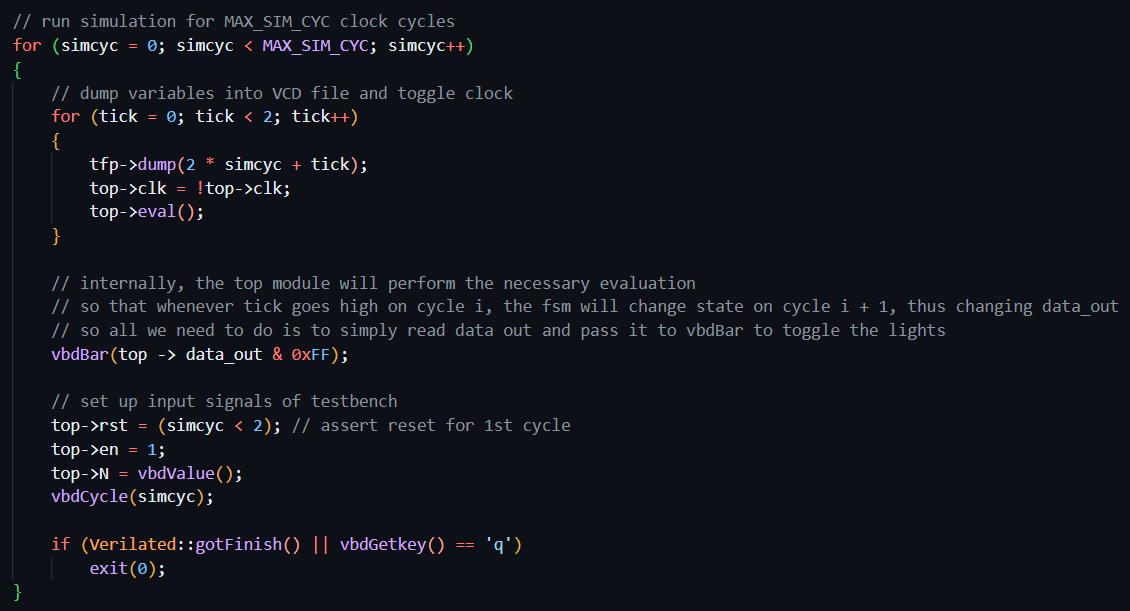 // run simulation for MAX_SIM_CYC clock cycles
for (simcyc = 0; simcyc < MAX_SIM_CYC; simcyc++)
{
    // dump variables into VCD file and toggle clock
    for (tick = 0; tick < 2; tick++)
    {
        tfp->dump(2 * simcyc + tick);
        top->clk = !top->clk;
        top->eval();
    }

    // internally, the top module will perform the necessary evaluation
    // so that whenever tick goes high on cycle i, the fsm will change state on cycle i + 1, thus changing data_out
    // so all we need to do is to simply read data out and pass it to vbdBar to toggle the lights
    vbdBar(top -> data_out & 0xFF);

    // set up input signals of testbench
    top->rst = (simcyc < 2); // assert reset for 1st cycle
    top->en = 1;
    top->N = vbdValue();
    vbdCycle(simcyc);

    if (Verilated::gotFinish() || vbdGetkey() == 'q')
        exit(0);
}